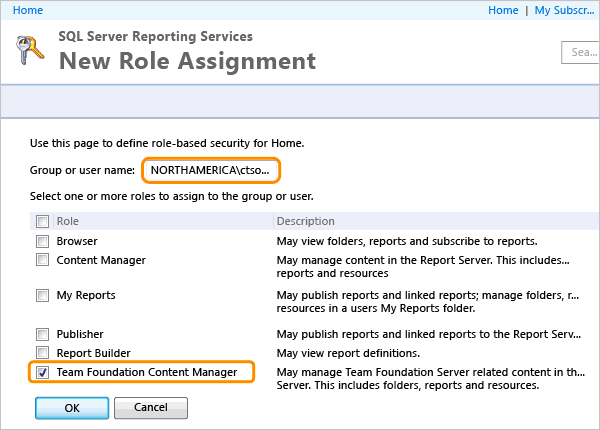 Home
Home | My Subscr...
SQL Server Reporting Services
New Role Assignment
Sea...
Use this page to define role-based security for Home.
Group or user name: NORTHAMERICA\ctso...
Select one or more roles to assign to the group or user.
Role Description
Browser May view folders, reports and subscribe to reports.
Content Manager May manage content in the Report Server. This includes...
reports and resources
My Reports May publish reports and linked reports; manage folders, r...
resources in a users My Reports folder.
Publisher May publish reports and linked reports to the Report Serv...
Report Builder May view report definitions.
Team Foundation Content Manager May manage Team Foundation Server related content in th...
Server. This includes folders, reports and resources.
OK Cancel